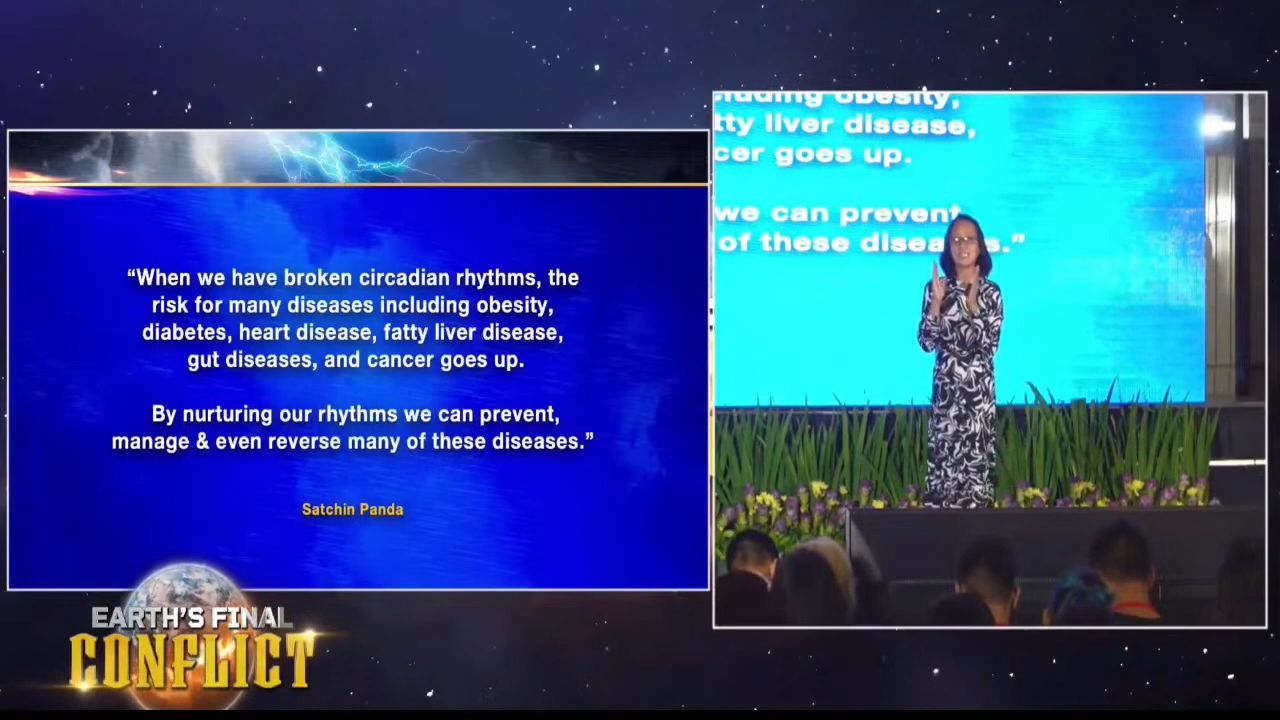 “When we have broken circadian rhythms, the
risk for many diseases including obesity,
diabetes, heart disease, fatty liver disease,
gut diseases, and cancer goes up.
By nurturing our rhythms we can prevent,
manage & even reverse many of these diseases.”
Satchin Panda
obesity,
tty liver disease,
cer goes up.
we can prevent
of these disea s.”
EARTH'S FINAL
CONFLICT